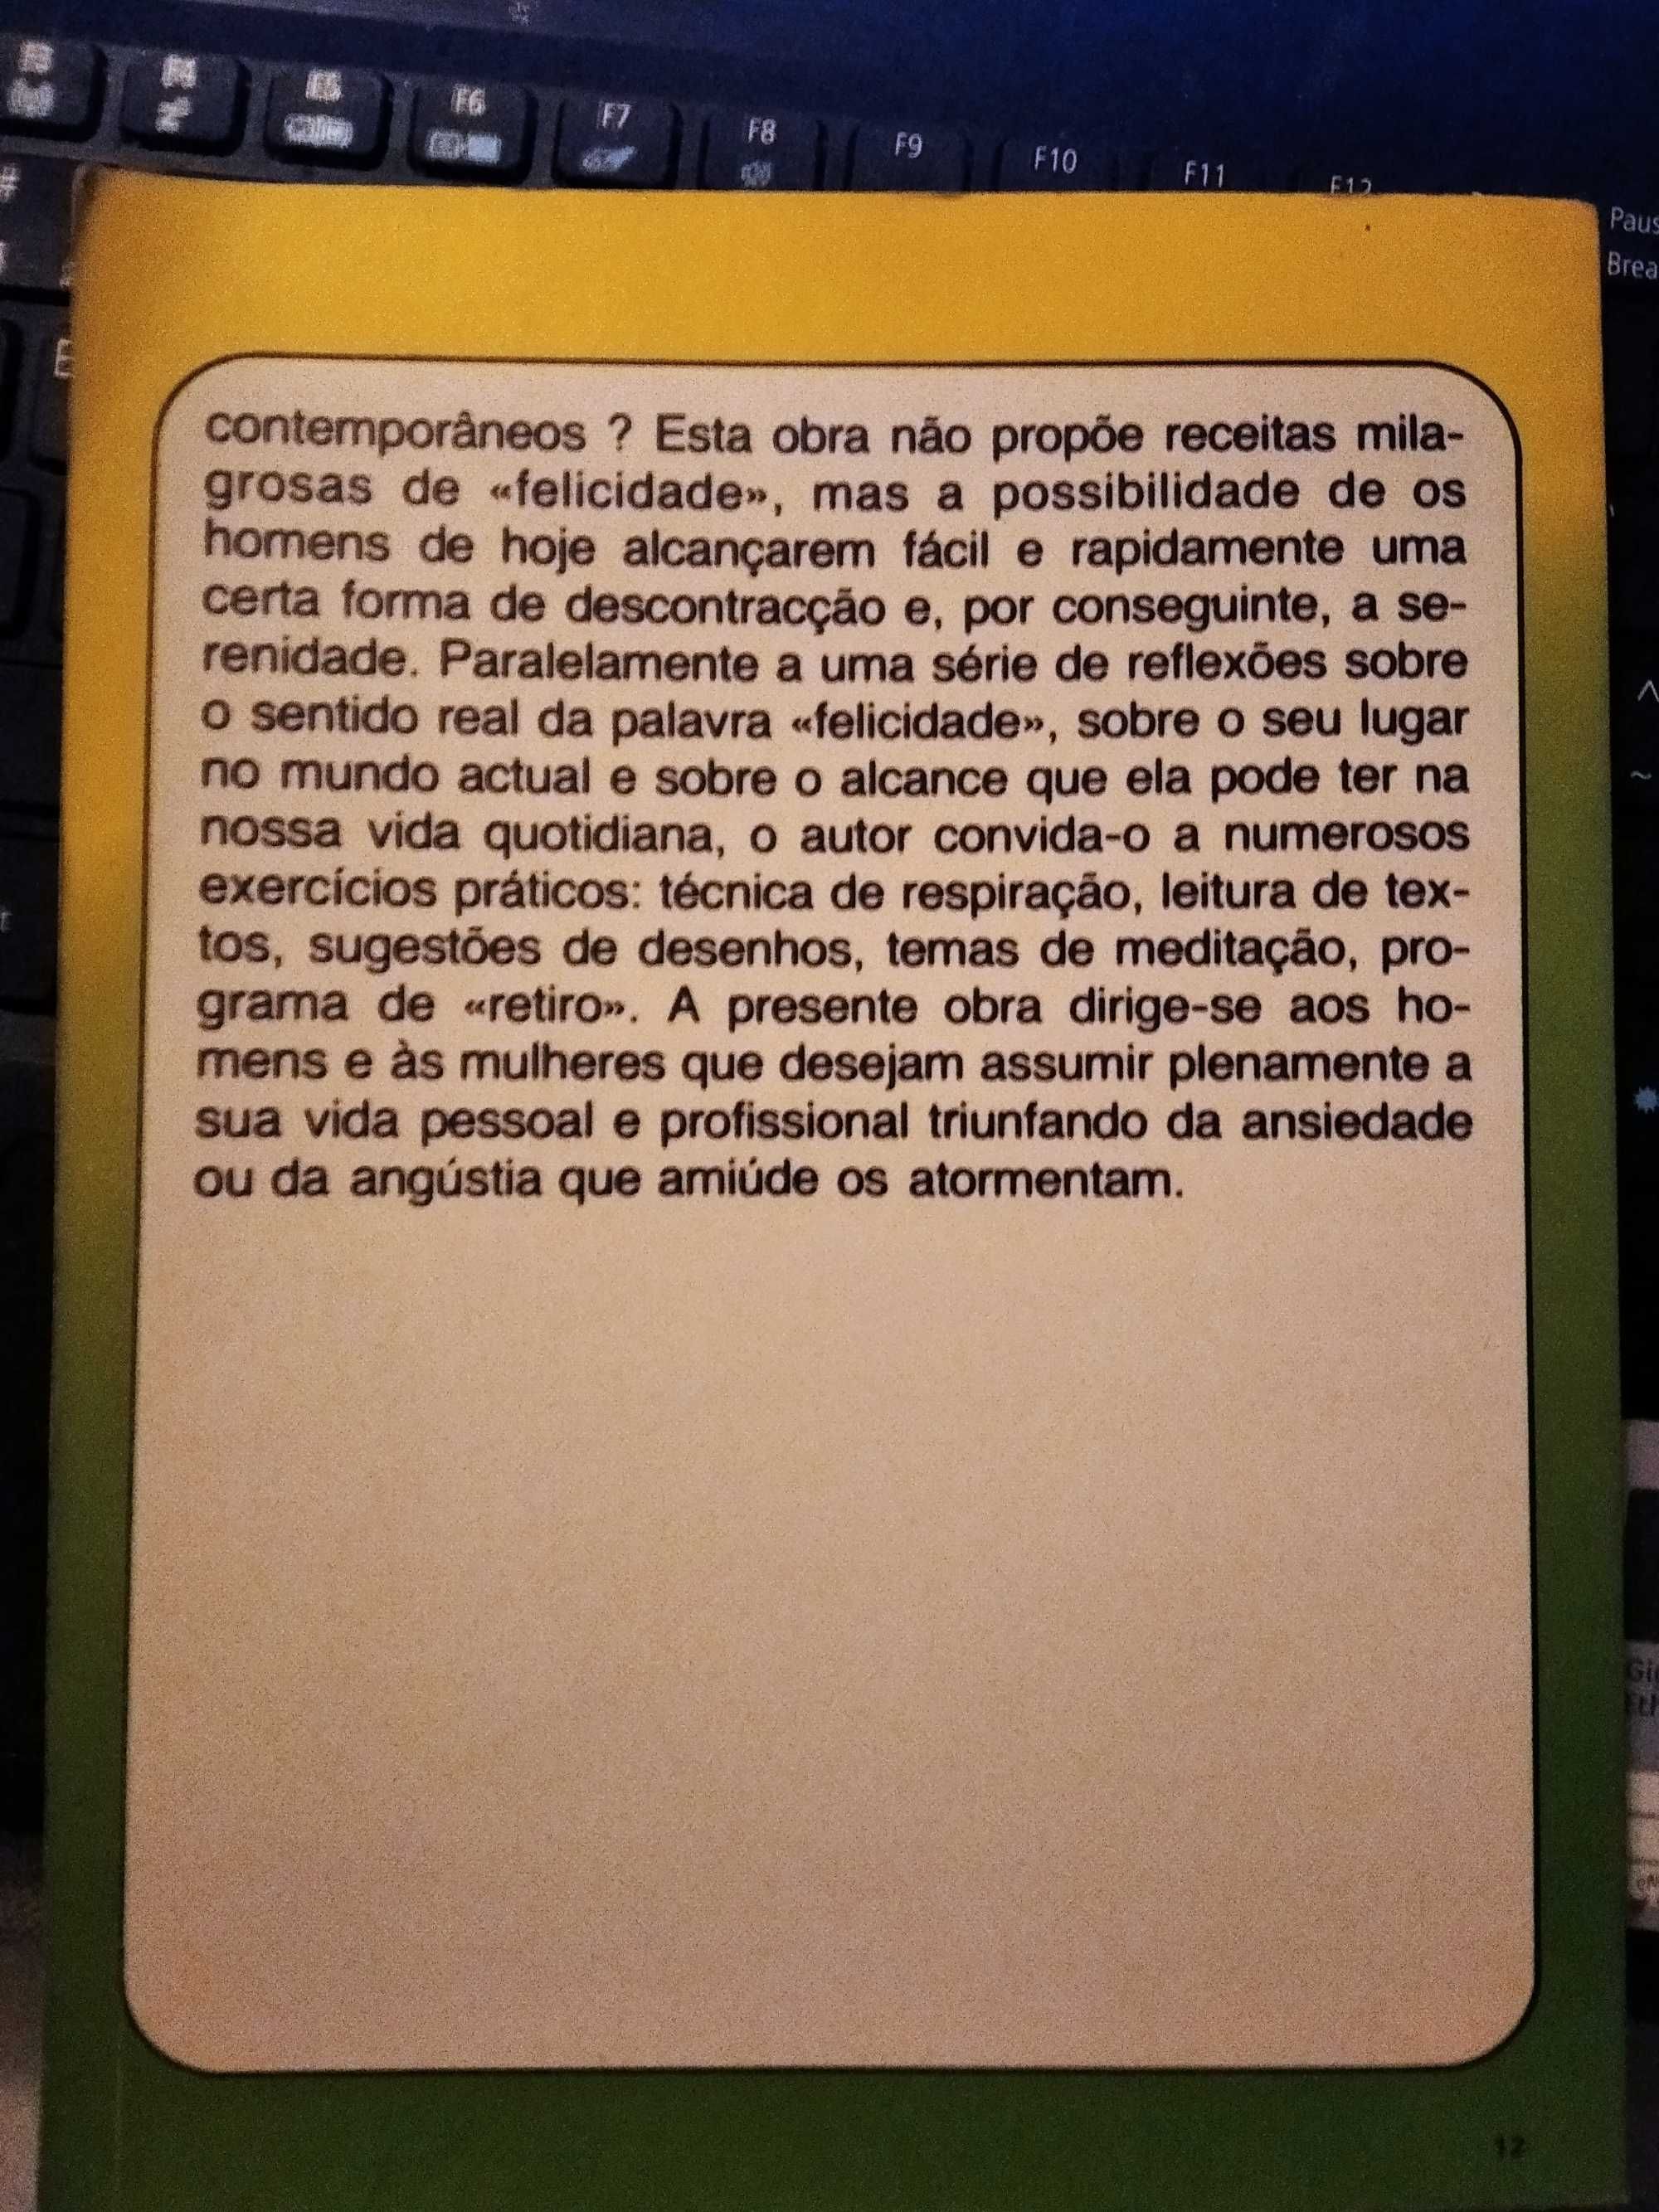 F6
F7
F8
F9
F10
F11
F12
#
Paus
Brea
E
contemporâneos ? Esta obra não propõe receitas mila-
grosas de «felicidade», mas a possibilidade de os
homens de hoje alcançarem fácil e rapidamente uma
certa forma de descontracção e, por conseguinte, a se-
renidade. Paralelamente a uma série de reflexões sobre
o sentido real da palavra «felicidade», sobre o seu lugar
no mundo actual e sobre o alcance que ela pode ter na
nossa vida quotidiana, o autor convida-o a numerosos
exercícios práticos: técnica de respiração, leitura de tex-
tos, sugestões de desenhos, temas de meditação, pro-
grama de «retiro». A presente obra dirige-se aos ho-
mens e às mulheres que desejam assumir plenamente a
sua vida pessoal e profissional triunfando da ansiedade
ou da angústia que amiúde os atormentam.
^
~
12